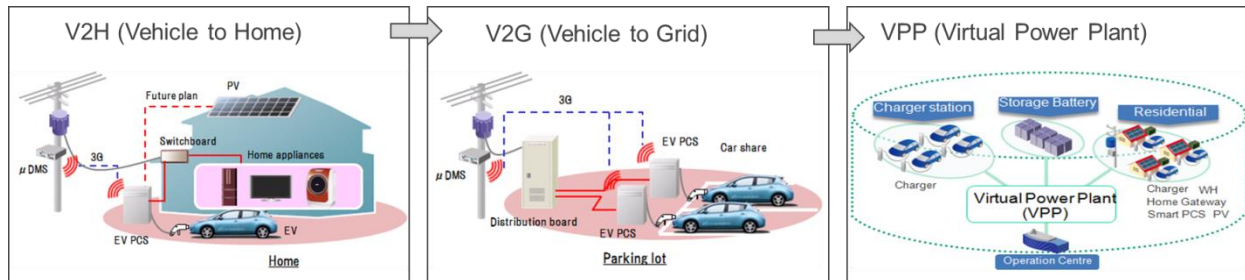 V2H (Vehicle to Home)
PV
Future plan
Switchboard
3G
Home appliances
μDMS
EV PCS
EV
Home
V2G (Vehicle to Grid)
3G
EV PCS
Car share
μDMS
Distribution board
EV PCS
Parking lot
VPP (Virtual Power Plant)
Charger station
Storage Battery
Residential
Charger
Charger WH
Home Gateway
Smart PCS PV
Virtual Power Plant
(VPP)
Operation Centre